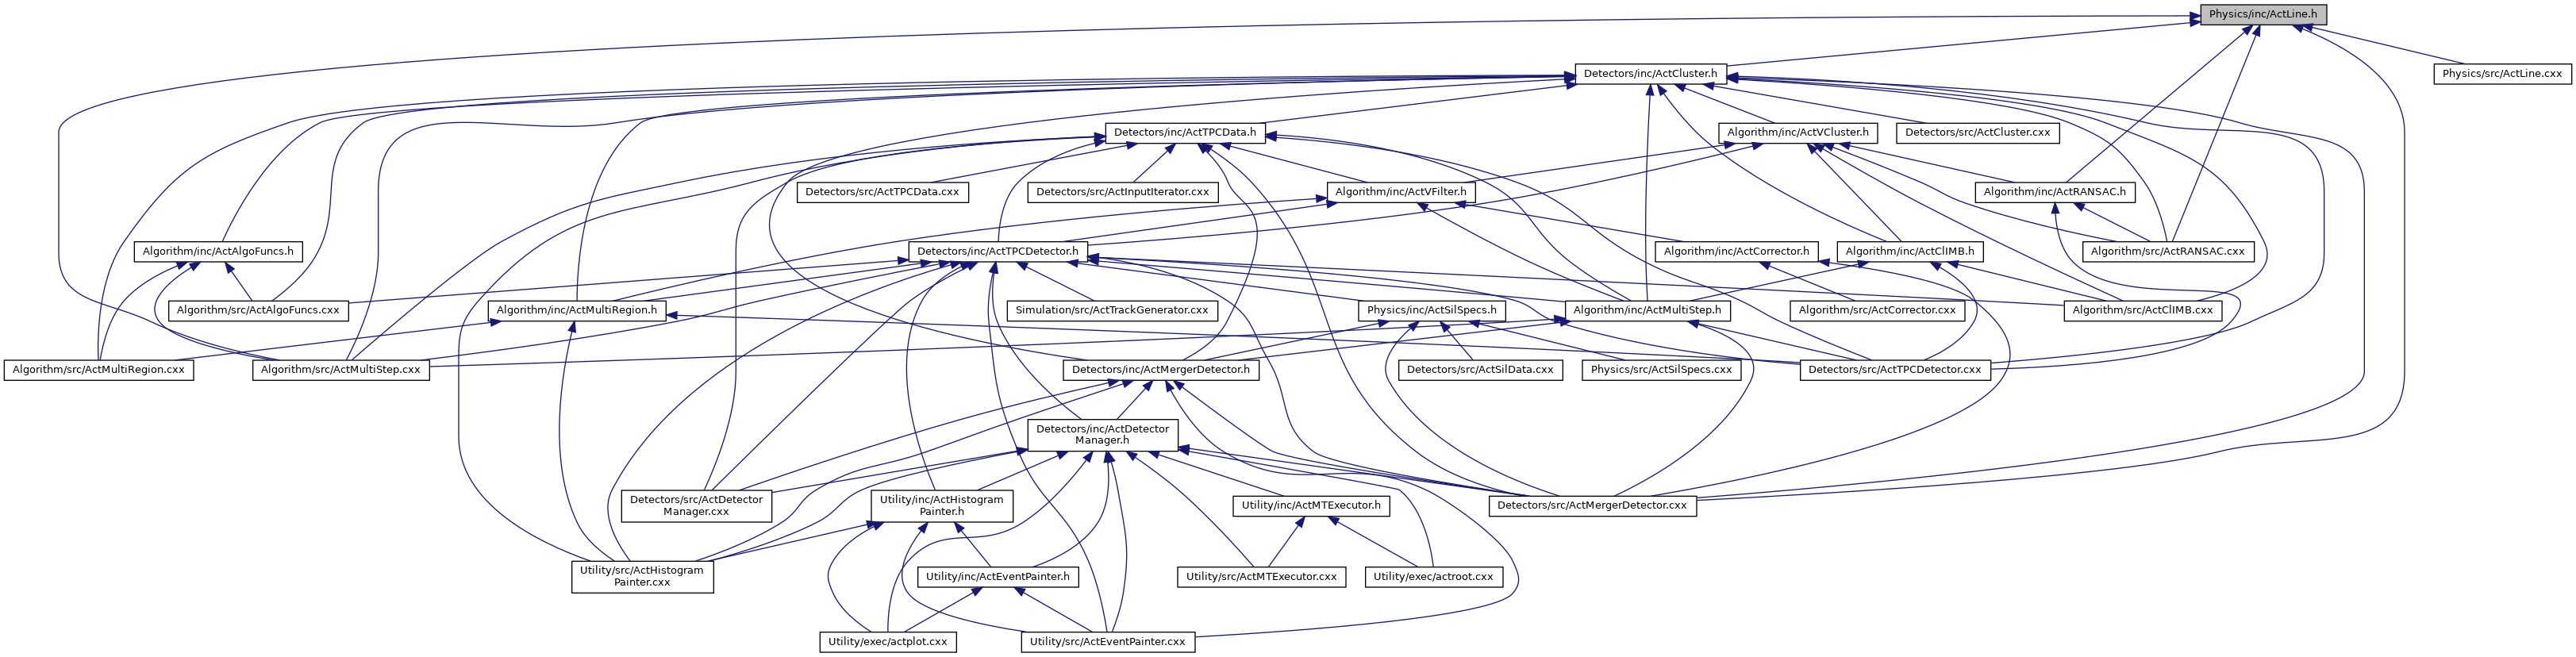 Physics/inc/ActLine.h
Detectors/inc/ActCluster.h
Physics/src/ActLine.cxx
Detectors/inc/ActTPCData.h
Algorithm/inc/ActVCluster.h
Detectors/src/ActCluster.cxx
Detectors/src/ActTPCData.cxx
Detectors/src/ActInputIterator.cxx
Algorithm/inc/ActVFilter.h
Algorithm/inc/ActRANSAC.h
Algorithm/inc/ActAlgoFuncs.h
Detectors/inc/ActTPCDetector.h
Algorithm/inc/ActCorrector.h
Algorithm/inc/ActClIMB.h
Algorithm/src/ActRANSAC.cxx
Algorithm/src/ActAlgoFuncs.cxx
Algorithm/inc/ActMultiRegion.h
Simulation/src/ActTrackGenerator.cxx
Physics/inc/ActSilSpecs.h
Algorithm/inc/ActMultiStep.h
Algorithm/src/ActCorrector.cxx
Algorithm/src/ActClIMB.cxx
Algorithm/src/ActMultiRegion.cxx
Algorithm/src/ActMultiStep.cxx
Detectors/inc/ActMergerDetector.h
Detectors/src/ActSilData.cxx
Physics/src/ActSilSpecs.cxx
Detectors/src/ActTPCDetector.cxx
Detectors/inc/ActDetector
Manager.h
Detectors/src/ActDetector
Manager.cxx
Utility/inc/ActHistogram
Painter.h
Utility/inc/ActMTExecutor.h
Detectors/src/ActMergerDetector.cxx
Utility/src/ActHistogram
Painter.cxx
Utility/inc/ActEventPainter.h
Utility/src/ActMTExecutor.cxx
Utility/exec/actroot.cxx
Utility/exec/actplot.cxx
Utility/src/ActEventPainter.cxx